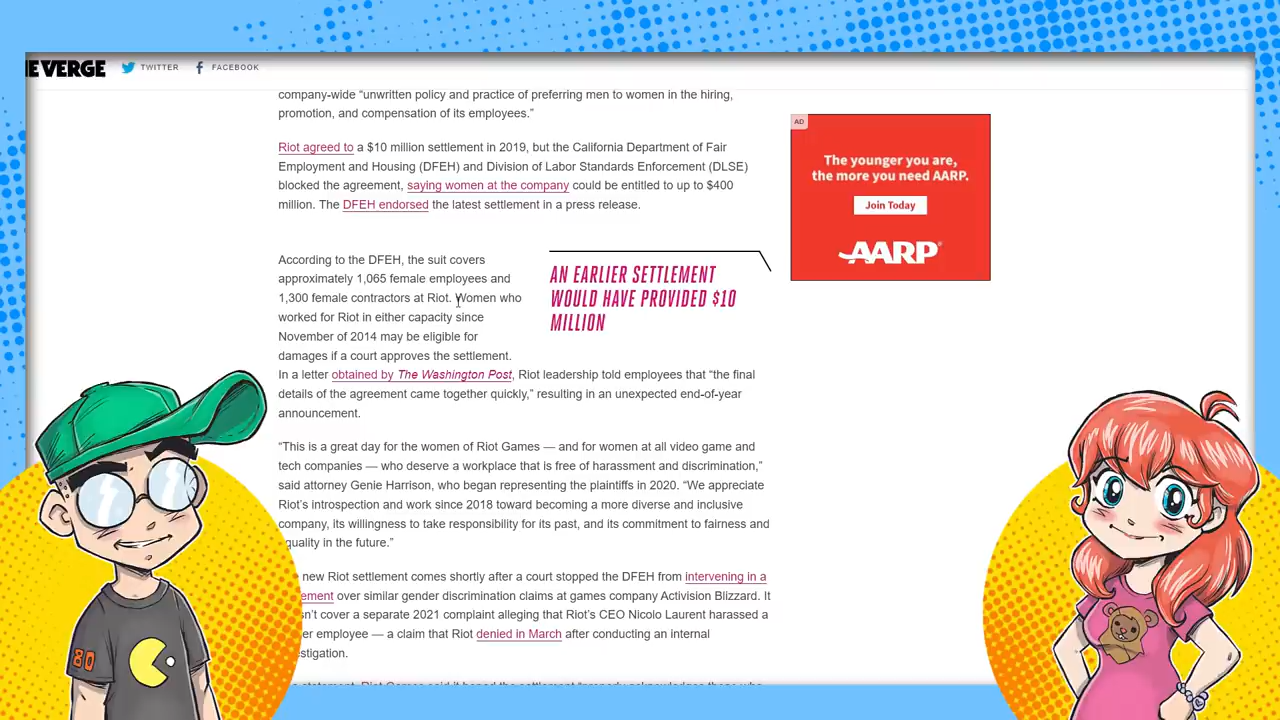 E VERGE
TWITTER
FACEBOOK
company-wide “unwritten policy and practice of preferring men to women in the hiring,
promotion, and compensation of its employees.”
Riot agreed to a $10 million settlement in 2019, but the California Department of Fair
Employment and Housing (DFEH) and Division of Labor Standards Enforcement (DLSE)
blocked the agreement, saying women at the company could be entitled to up to $400
million. The DFEH endorsed the latest settlement in a press release.
According to the DFEH, the suit covers
approximately 1,065 female employees and
1,300 female contractors at Riot. Women who
worked for Riot in either capacity since
November of 2014 may be eligible for
damages if a court approves the settlement.
AN EARLIER SETTLEMENT
WOULD HAVE PROVIDED $10
MILLION
In a letter obtained by The Washington Post, Riot leadership told employees that “the final
details of the agreement came together quickly,” resulting in an unexpected end-of-year
announcement.
“This is a great day for the women of Riot Games — and for women at all video game and
tech companies — who deserve a workplace that is free of harassment and discrimination,”
said attorney Genie Harrison, who began representing the plaintiffs in 2020. “We appreciate
Riot’s introspection and work since 2018 toward becoming a more diverse and inclusive
company, its willingness to take responsibility for its past, and its commitment to fairness and
quality in the future.”
new Riot settlement comes shortly after a court stopped the DFEH from intervening in a
ement over similar gender discrimination claims at games company Activision Blizzard. It
n’t cover a separate 2021 complaint alleging that Riot’s CEO Nicolo Laurent harassed a
er employee — a claim that Riot denied in March after conducting an internal
estigation.
AD
The younger you are,
the more you need AARP.
Join Today
AARP
80